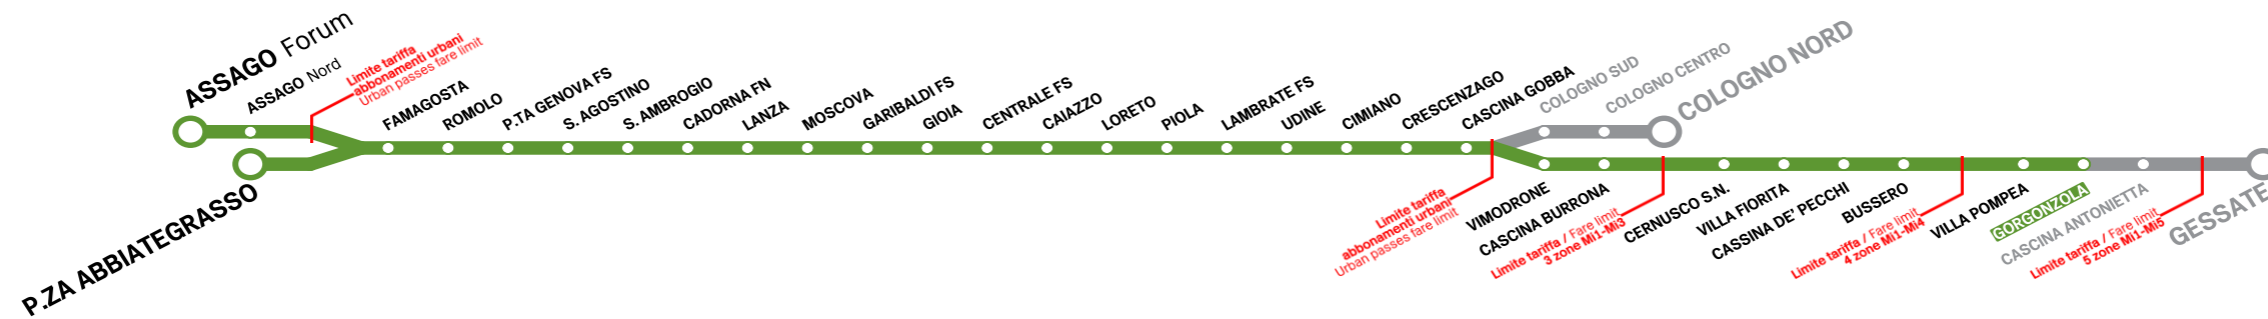 ASSAGO Forum
ASSAGO Nord
Limite tariffa
abbonamenti urbani
Urban passes fare limit
P.ZA ABBIATEGRASSO
FAMAGOSTA
ROMOLO
P.TA GENOVA FS
S. AGOSTINO
S. AMBROGIO
CADORNA FN
LANZA
MOSCOVA
GARIBALDI FS
GIOIA
CENTRALE FS
CAIAZZO
LORETO
PIOLA
LAMBRATE FS
UDINE
CIMIANO
CRESCENZAGO
CASCINA GOBBA
COLOGNO SUD
COLOGNO CENTRO
COLOGNO NORD
Limite tariffa
abbonamenti urbani
Urban passes fare limit
VIMODRONE
CASCINA BURRONA
Limite tariffa / Fare limit
3 zone Mi1-Mi3
CERNUSCO S.N.
VILLA FIORITA
CASSINA DE' PECCHI
BUSSERO
Limite tariffa / Fare limit
4 zone Mi1-Mi4
VILLA POMPEA
GORGONZOLA
CASCINA ANTONIETTA
Limite tariffa / Fare limit
5 zone Mi1-Mi5
GESSATE